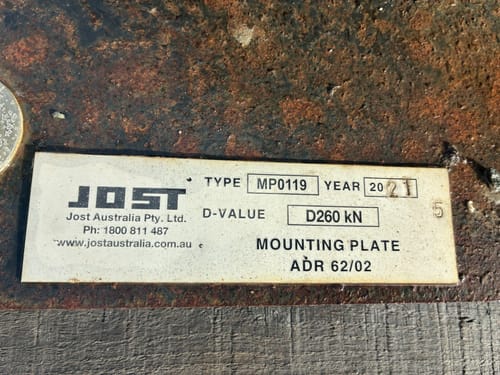 JOST
Jost Australia Pty. Ltd.
Ph: 1800 811 487
www.jostaustralia.com.au
TYPE MP0119 YEAR 2021 5
D-VALUE D260 kN
MOUNTING PLATE
ADR 62/02